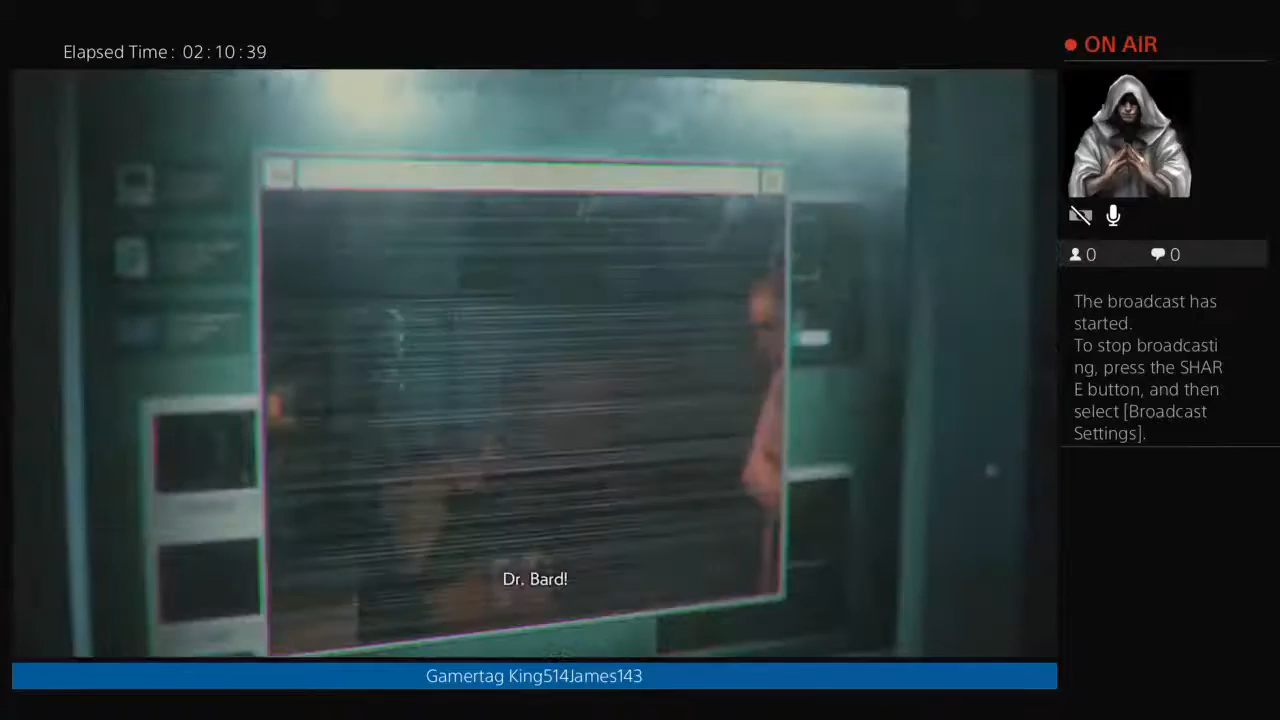 Elapsed Time: 02:10:39
ON AIR
0
0
The broadcast has
started.
To stop broadcasti
ng, press the SHAR
E button, and then
select [Broadcast
Settings].
Dr. Bard!
Gamertag King514James143